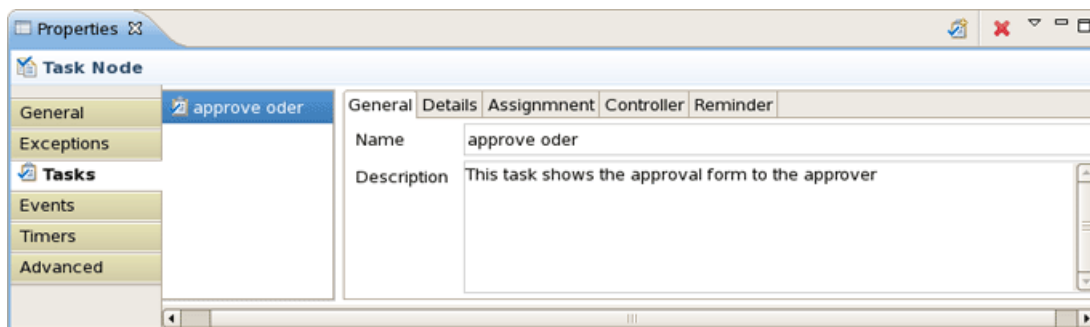 Properties
Task Node
General
Exceptions
Tasks
Events
Timers
Advanced
approve oder
General Details Assignmnent Controller Reminder
Name approve oder
Description This task shows the approval form to the approver